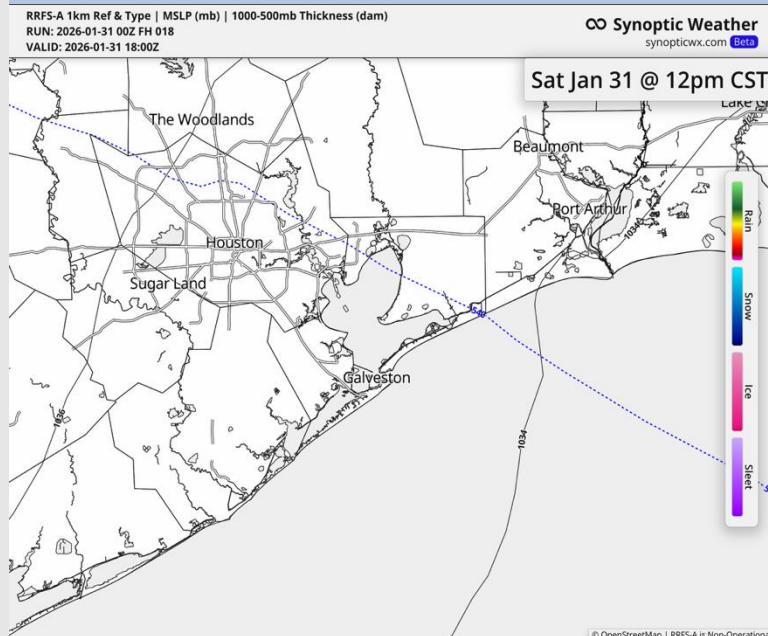 RRFS-A 1km Ref & Type | MSLP (mb) | 1000-500mb Thickness (dam)
RUN: 2026-01-31 00Z FH 018
VALID: 2026-01-31 18:00Z
Synoptic Weather
synopticwx.com Beta
Sat Jan 31 @ 12pm CST
The Woodlands
Beaumont
Port Arthur
1034
Houston
Sugar Land
540
Galveston
1036
1034
Rain
Snow
Ice
Sleet
© OpenStreetMap | RRFS-A is Non-Operational